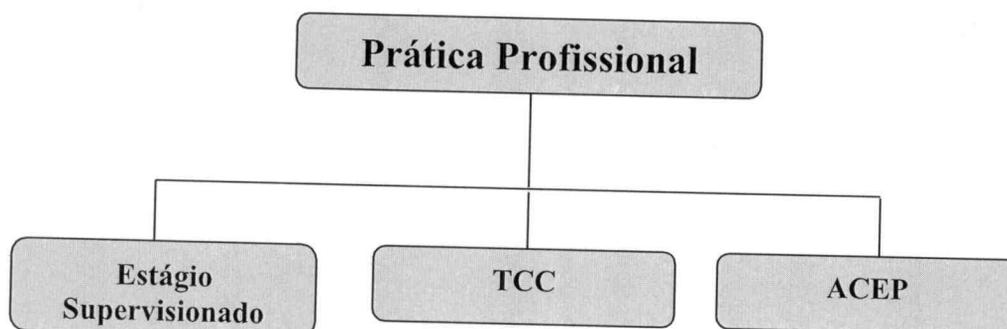 Prática Profissional
Estágio
Supervisionado
TCC
ACEP